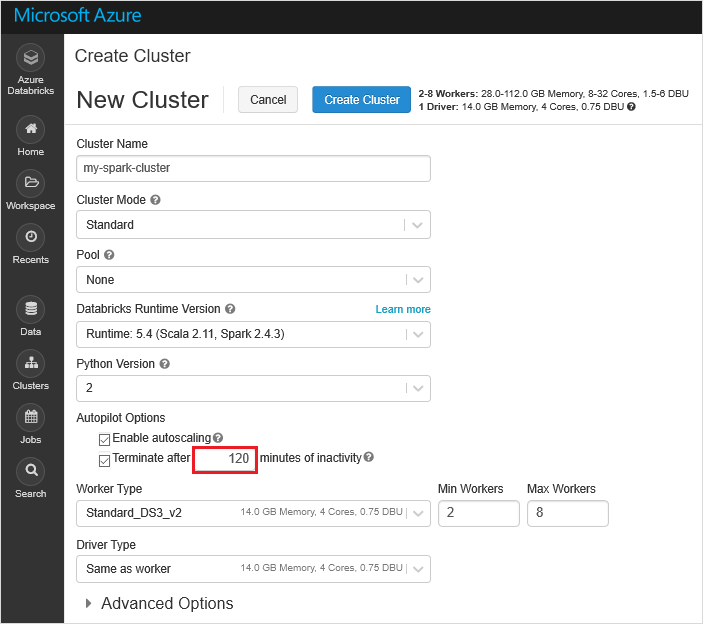 Microsoft Azure
Azure
Databricks
Home
Workspace
Recents
Data
Clusters
Jobs
Search
Create Cluster
New Cluster
Cancel
Create Cluster
2-8 Workers: 28.0-112.0 GB Memory, 8-32 Cores, 1.5-6 DBU
1 Driver: 14.0 GB Memory, 4 Cores, 0.75 DBU ?
Cluster Name
my-spark-cluster
Cluster Mode ?
Standard
Pool ?
None
Databricks Runtime Version ? Learn more
Runtime: 5.4 (Scala 2.11, Spark 2.4.3)
Python Version ?
2
Autopilot Options
Enable autoscaling ?
Terminate after 120 minutes of inactivity ?
Worker Type Min Workers Max Workers
Standard_DS3_v2 14.0 GB Memory, 4 Cores, 0.75 DBU 2 8
Driver Type
Same as worker 14.0 GB Memory, 4 Cores, 0.75 DBU
Advanced Options